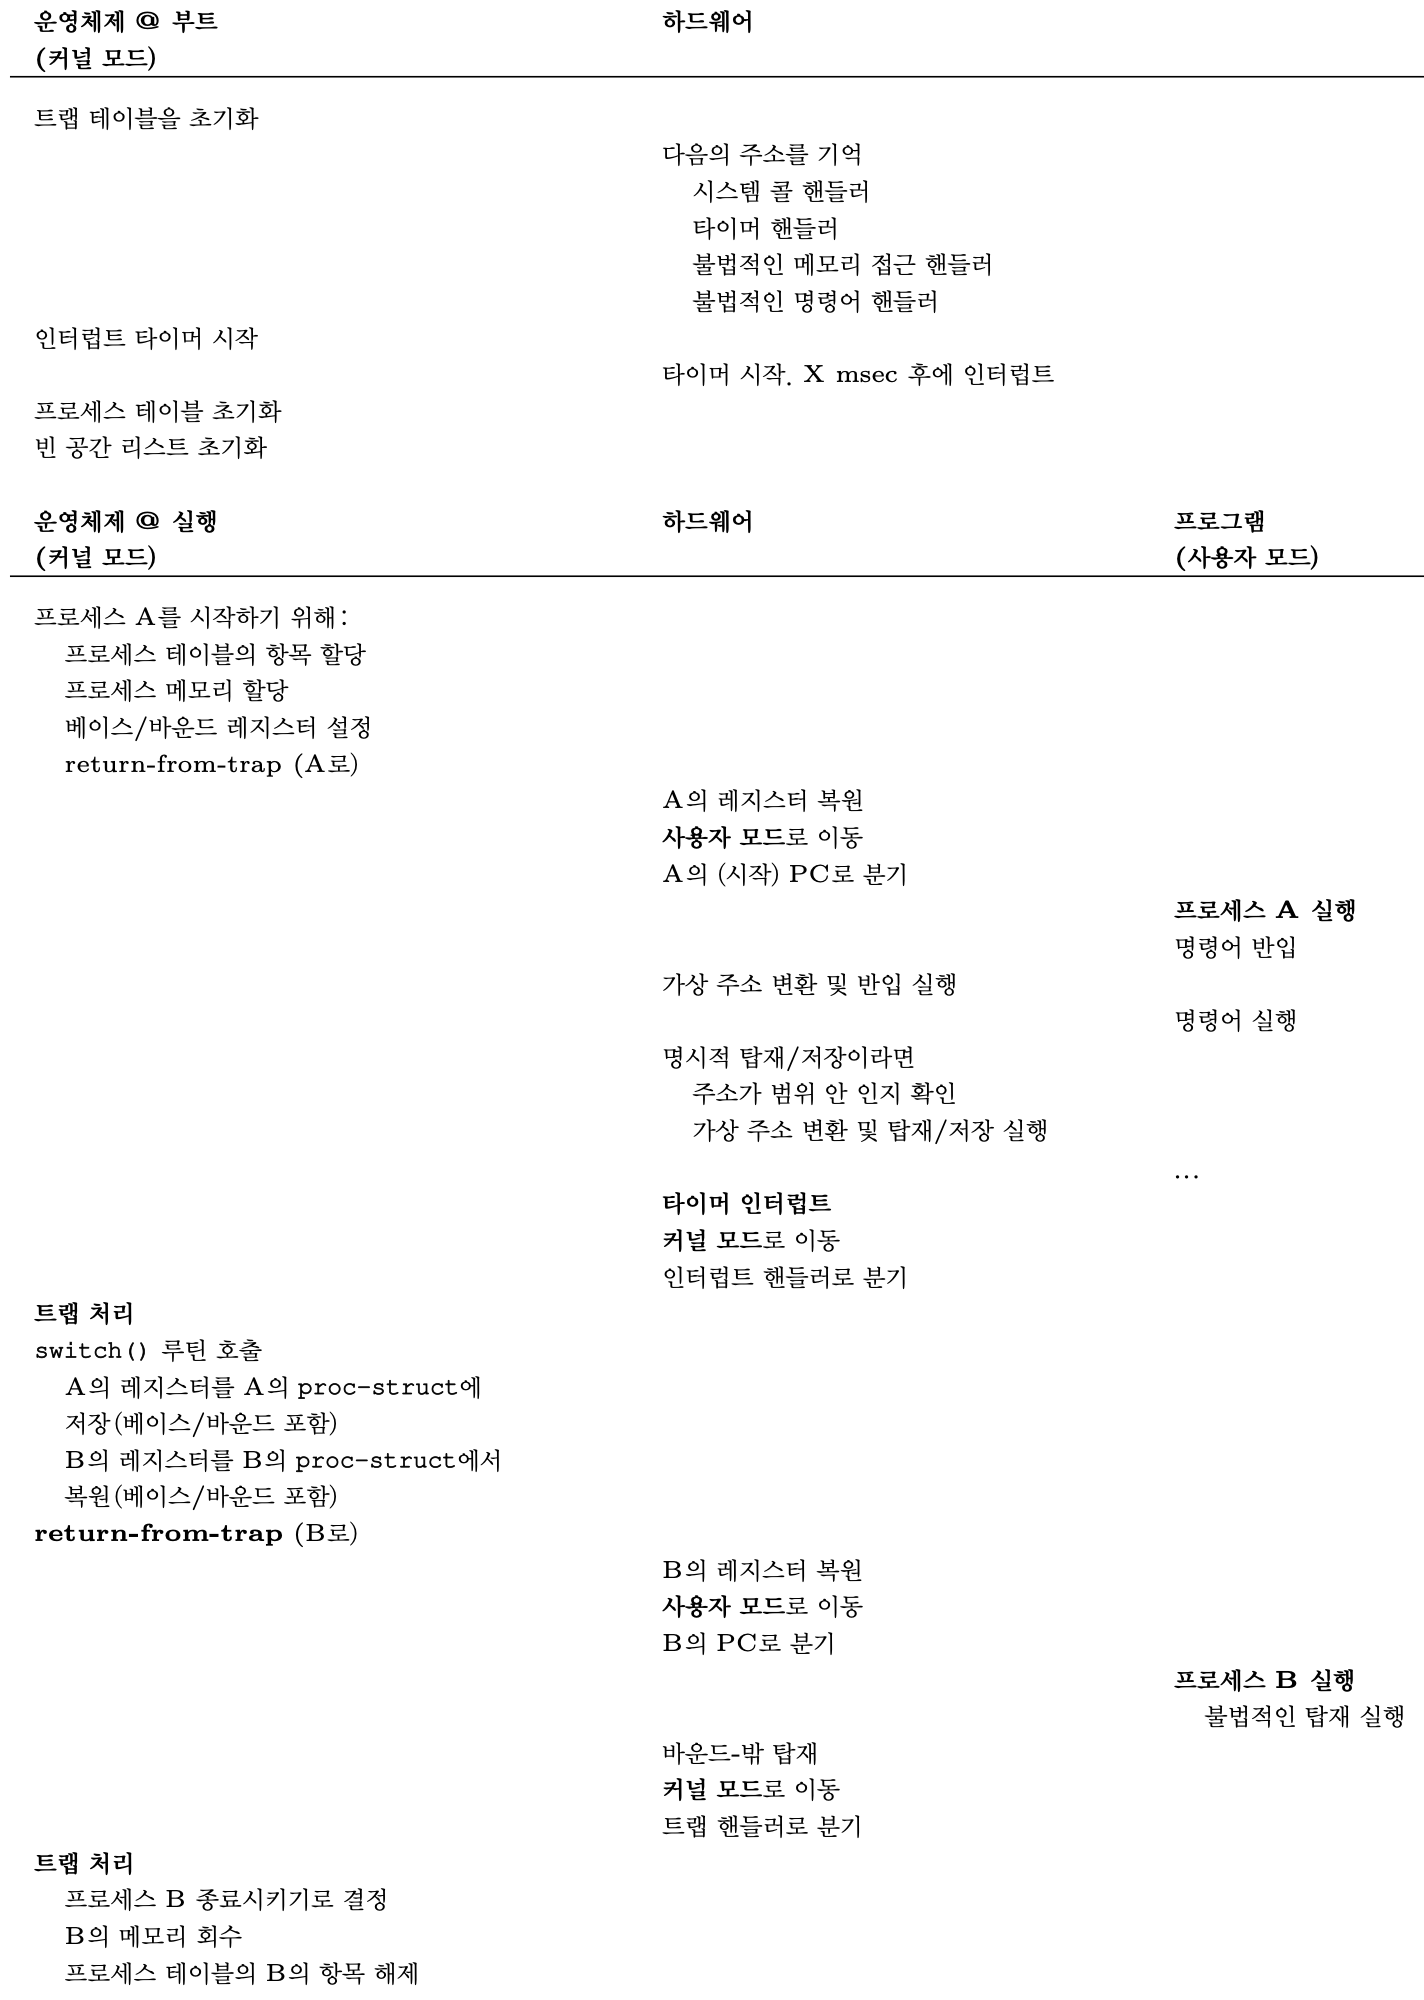 운영체제 @ 부트 하드웨어
(커널 모드)
트랩 테이블을 초기화
다음의 주소를 기억
시스템 콜 핸들러
타이머 핸들러
불법적인 메모리 접근 핸들러
불법적인 명령어 핸들러
인터럽트 타이머 시작
타이머 시작. X msec 후에 인터럽트
프로세스 테이블 초기화
빈 공간 리스트 초기화
운영체제 @ 실행 하드웨어 프로그램
(커널 모드) (사용자 모드)
프로세스 A를 시작하기 위해:
프로세스 테이블의 항목 할당
프로세스 메모리 할당
베이스/바운드 레지스터 설정
return-from-trap (A로)
A의 레지스터 복원
사용자 모드로 이동
A의 (시작) PC로 분기
프로세스 A 실행
명령어 반입
가상 주소 변환 및 반입 실행
명령어 실행
명시적 탑재/저장이라면
주소가 범위 안 인지 확인
가상 주소 변환 및 탑재/저장 실행
...
타이머 인터럽트
커널 모드로 이동
인터럽트 핸들러로 분기
트랩 처리
switch() 루틴 호출
A의 레지스터를 A의 proc-struct에
저장(베이스/바운드 포함)
B의 레지스터를 B의 proc-struct에서
복원(베이스/바운드 포함)
return-from-trap (B로)
B의 레지스터 복원
사용자 모드로 이동
B의 PC로 분기
프로세스 B 실행
불법적인 탑재 실행
바운드-밖 탑재
커널 모드로 이동
트랩 핸들러로 분기
트랩 처리
프로세스 B 종료시키기로 결정
B의 메모리 회수
프로세스 테이블의 B의 항목 해제